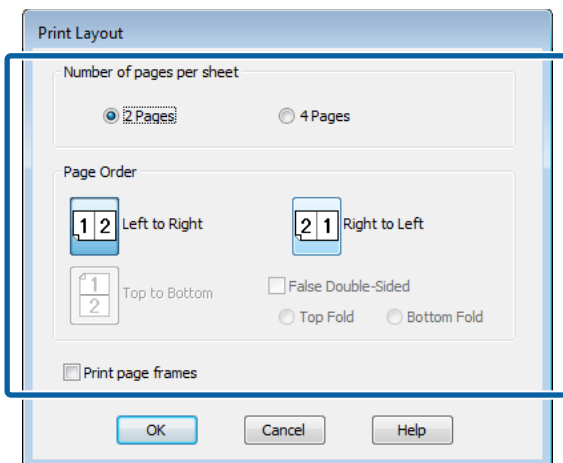 Print Layout
Number of pages per sheet
2 Pages 4 Pages
Page Order
1 2 Left to Right 2 1 Right to Left
1
2 Top to Bottom False Double-Sided
Top Fold Bottom Fold
Print page frames
OK Cancel Help